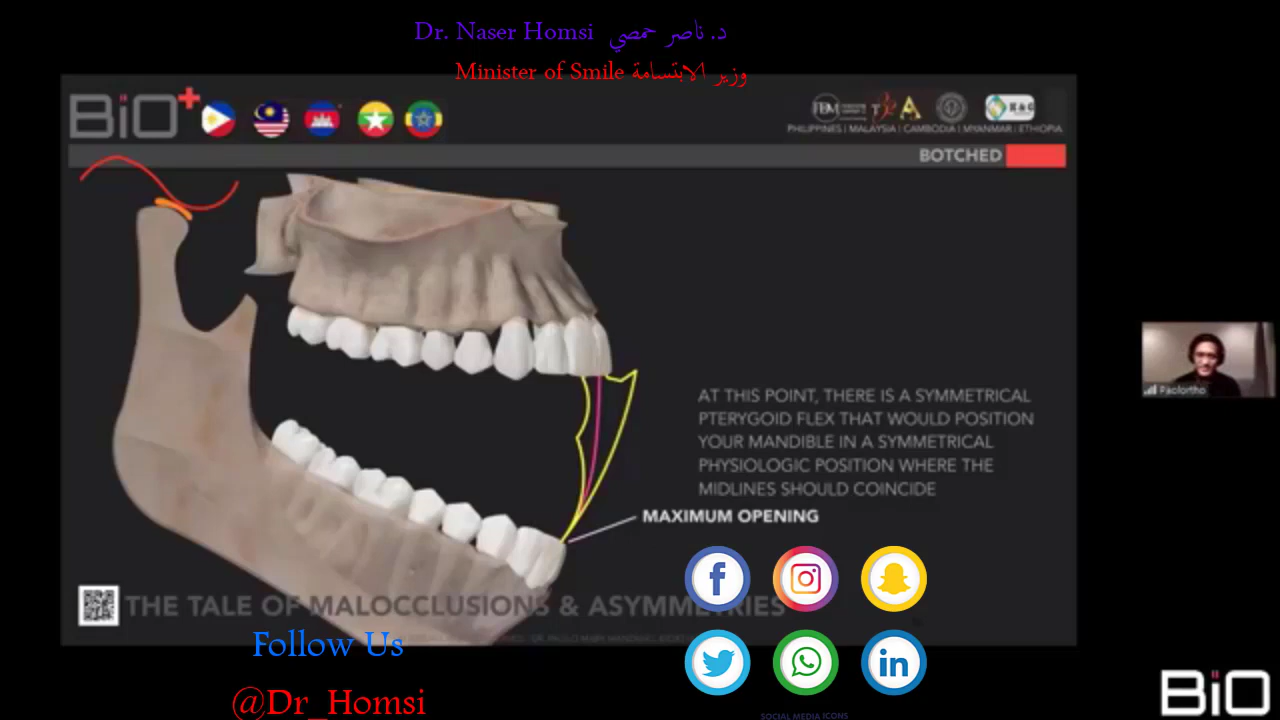 Dr. Naser Homsi د. ناصر حمصي
Minister of Smile وزير الابتسامة
BiO+
PHILIPPINES | MALAYSIA | CAMBODIA | MYANMAR | ETHIOPIA
BOTCHED
AT THIS POINT, THERE IS A SYMMETRICAL
PTERYGOID FLEX THAT WOULD POSITION
YOUR MANDIBLE IN A SYMMETRICAL
PHYSIOLOGIC POSITION WHERE THE
MIDLINES SHOULD COINCIDE
MAXIMUM OPENING
Paolortho
THE TALE OF MALOCCLUSIONS & ASYMMETRIES
Follow Us
@Dr_Homsi
SOCIAL MEDIA ICONS
BiO